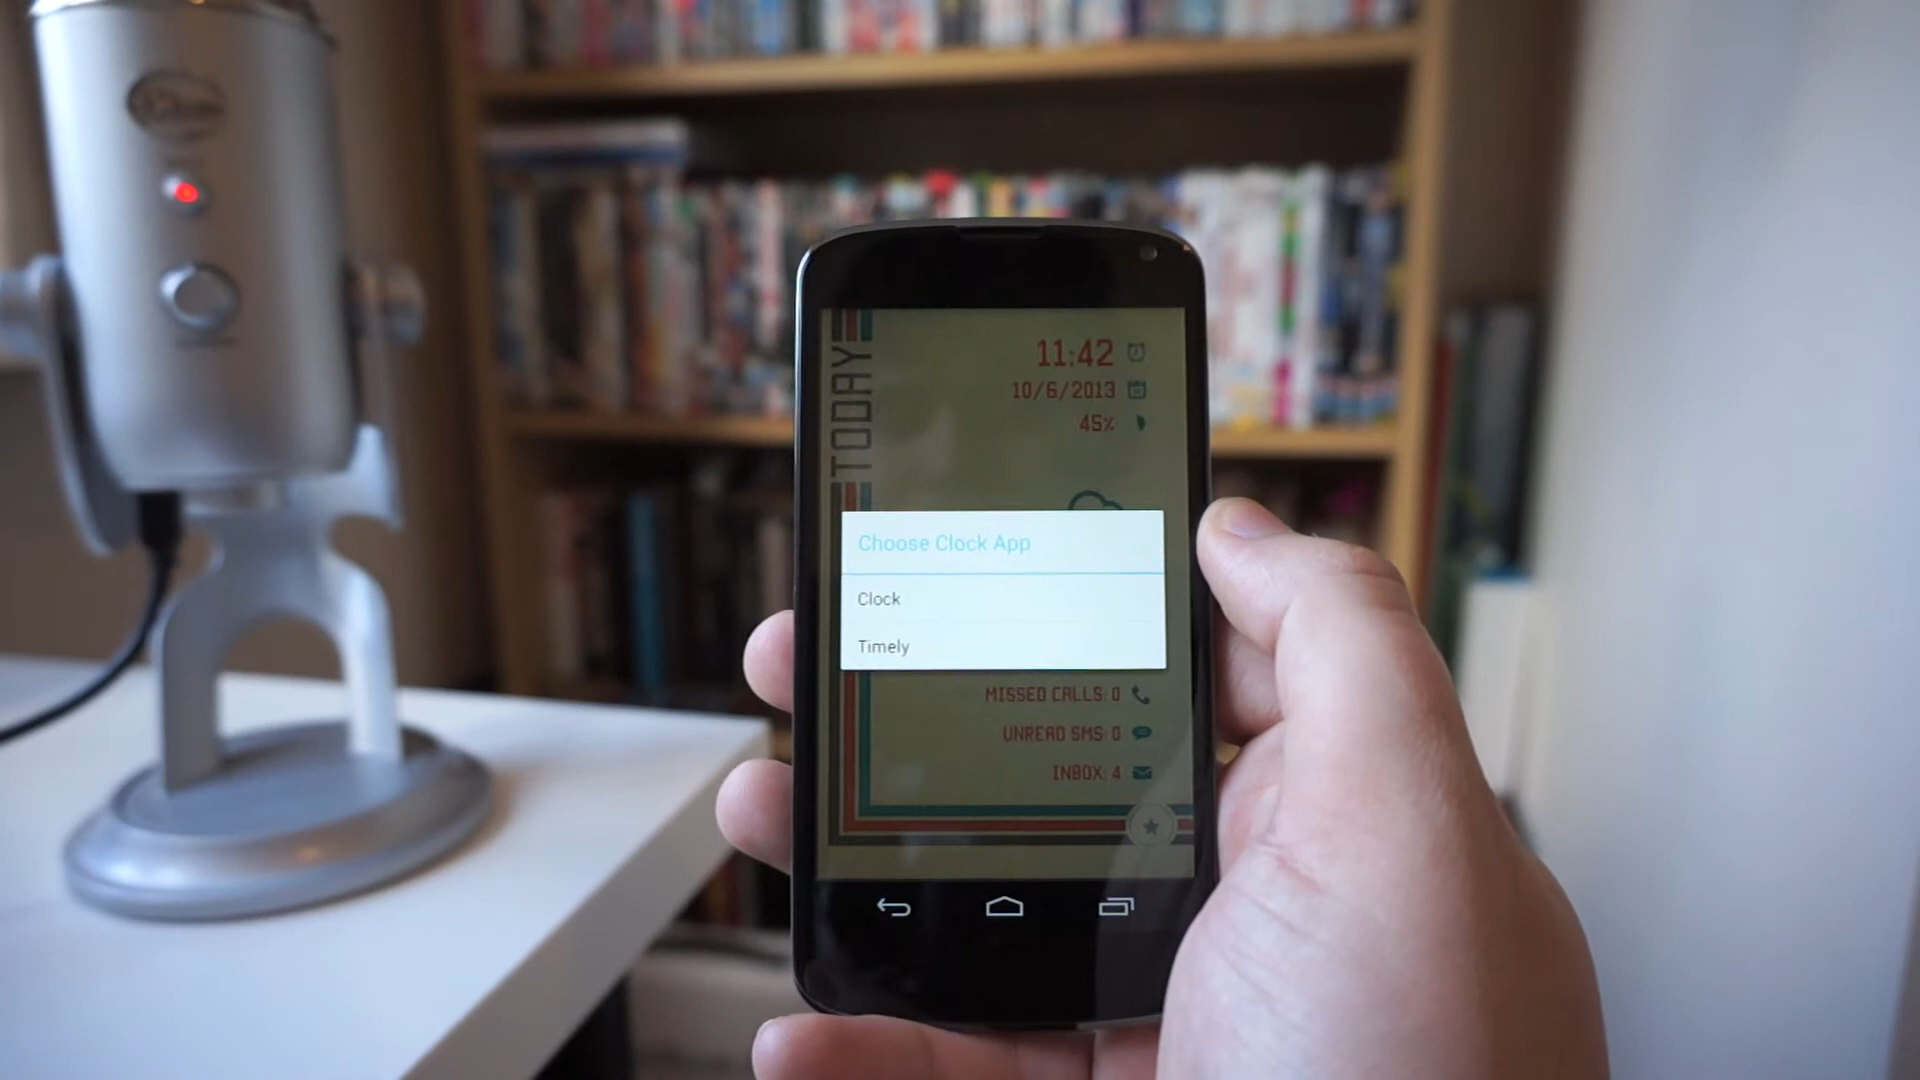 TODAY
11:42
10/6/2013
45%
Choose Clock App
Clock
Timely
MISSED CALLS: 0
UNREAD SMS: 0
INBOX: 4